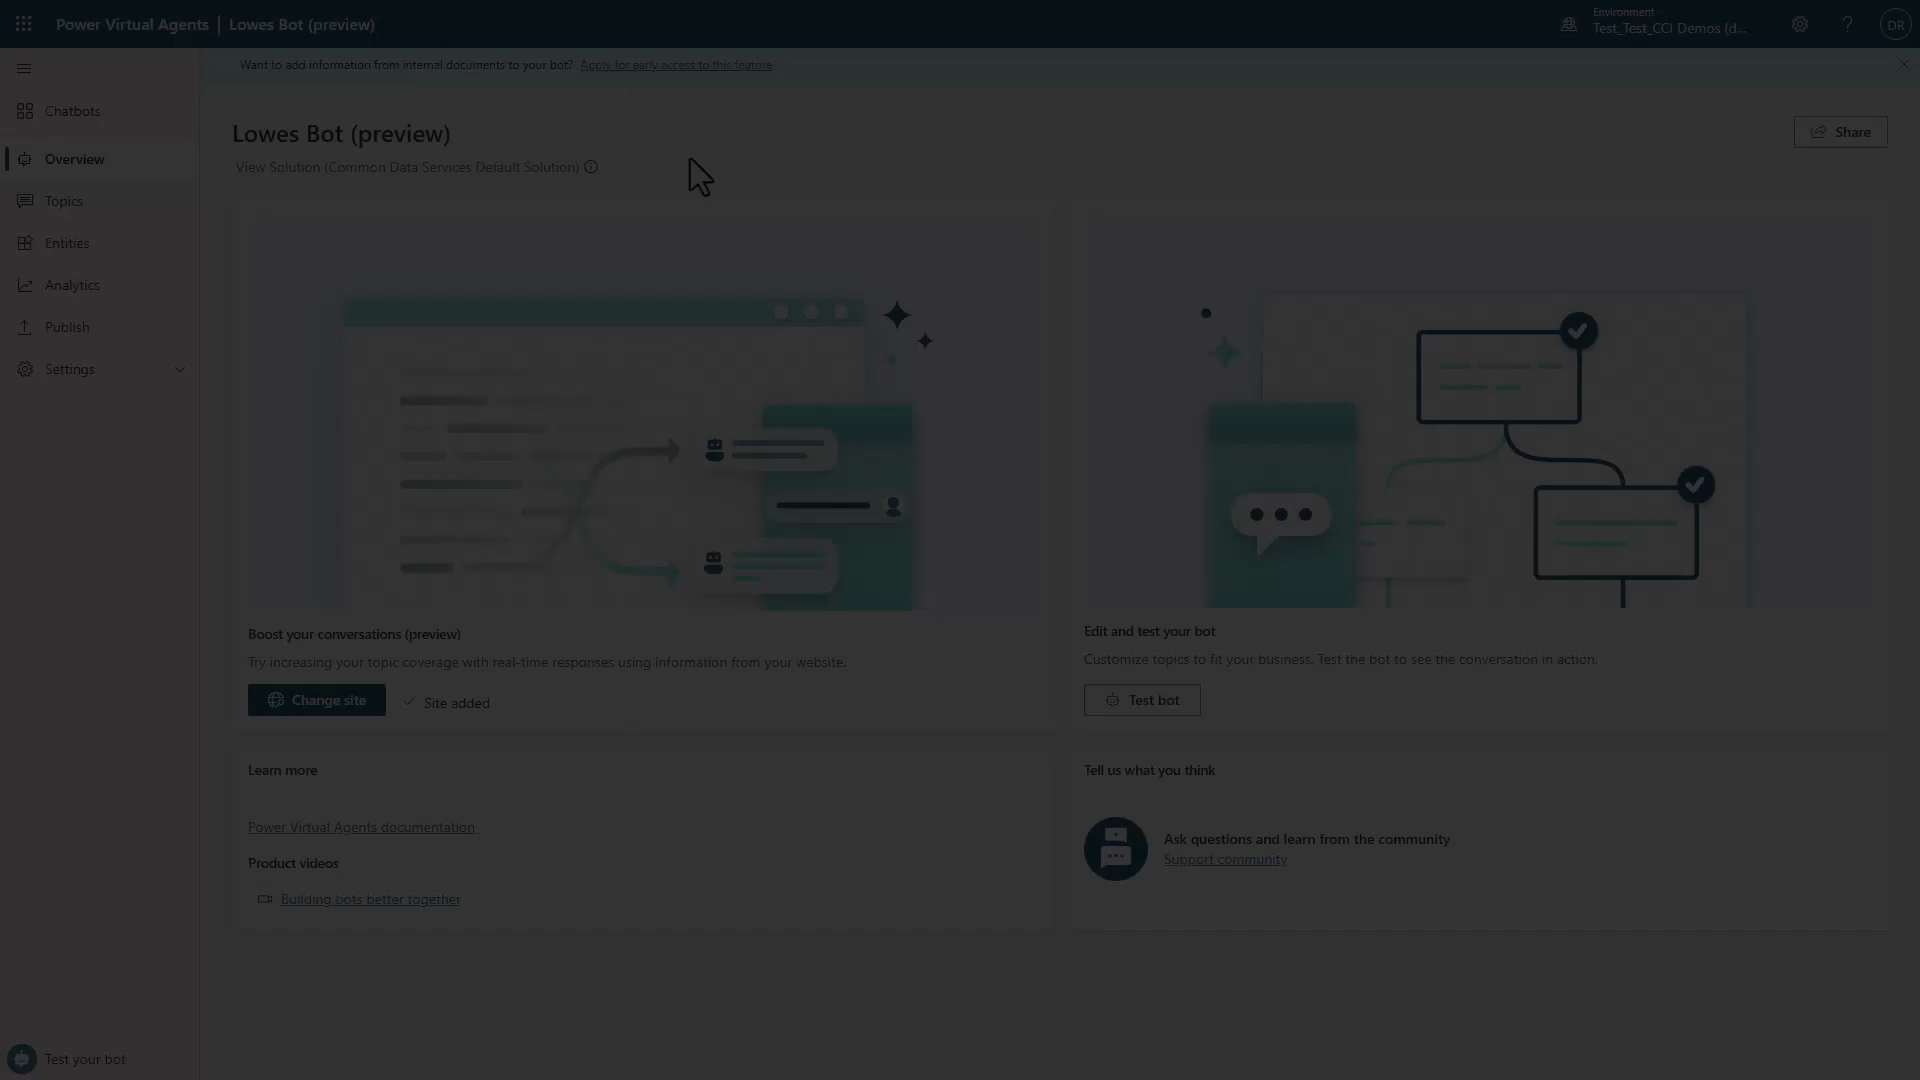 Power Virtual Agents | Lowes Bot (preview)
Environment
Test_Test_CCI Demos (d...
?
DR
Want to add information from internal documents to your bot? Apply for early access to this feature
Chatbots
Overview
Topics
Entities
Analytics
Publish
Settings
Lowes Bot (preview)
Share
View Solution (Common Data Services Default Solution)
Boost your conversations (preview)
Try increasing your topic coverage with real-time responses using information from your website.
Change site
Site added
Edit and test your bot
Customize topics to fit your business. Test the bot to see the conversation in action.
Test bot
Learn more
Power Virtual Agents documentation
Product videos
Building bots better together
Tell us what you think
Ask questions and learn from the community
Support community
Test your bot